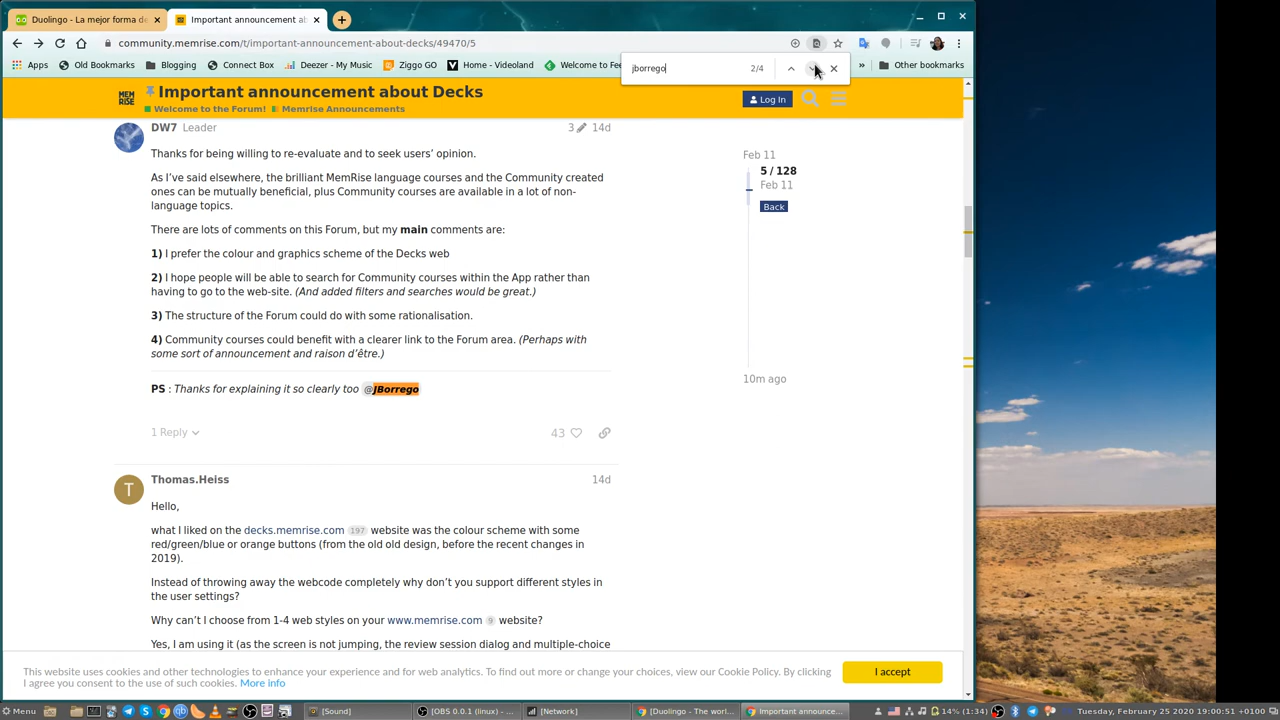 Duolingo - La mejor forma de
Important announcement ab
community.memrise.com/t/important-announcement-about-decks/49470/5
Apps
Old Bookmarks
Blogging
Deezer - My Music
Ziggo GO
Home - Videoland
Welcome to Fee
»
Other bookmarks
jborrego
2/4
MEM
RISE
Important announcement about Decks
Welcome to the Forum!
Memrise Announcements
Log In
DW7 Leader
3
14d
Thanks for being willing to re-evaluate and to seek users’ opinion.
As I’ve said elsewhere, the brilliant MemRise language courses and the Community created
ones can be mutually beneficial, plus Community courses are available in a lot of non-
language topics.
There are lots of comments on this Forum, but my main comments are:
1) I prefer the colour and graphics scheme of the Decks web
2) I hope people will be able to search for Community courses within the App rather than
having to go to the web-site. (And added filters and searches would be great.)
3) The structure of the Forum could do with some rationalisation.
4) Community courses could benefit with a clearer link to the Forum area. (Perhaps with
some sort of announcement and raison d’être.)
PS : Thanks for explaining it so clearly too @JBorrego
1 Reply
43
Feb 11
5 / 128
Feb 11
Back
10m ago
T
Thomas.Heiss
14d
Hello,
what I liked on the decks.memrise.com 197 website was the colour scheme with some
red/green/blue or orange buttons (from the old old design, before the recent changes in
2019).
Instead of throwing away the webcode completely why don’t you support different styles in
the user settings?
Why can’t I choose from 1-4 web styles on your www.memrise.com 9 website?
Yes, I am using it (as the screen is not jumping, the review session dialog and multiple-choice
This website uses cookies and other technologies to enhance your experience and for web analytics. To find out more or change your choices, view our Cookie Policy. By clicking
I agree you consent to the use of such cookies. More info
I accept
Menu
[Sound]
[OBS 0.0.1 (linux) - ...
[Network]
[Duolingo - The worl...
Important announce...
14% (1:34)
Tuesday, February 25 2020 19:00:51 +0100